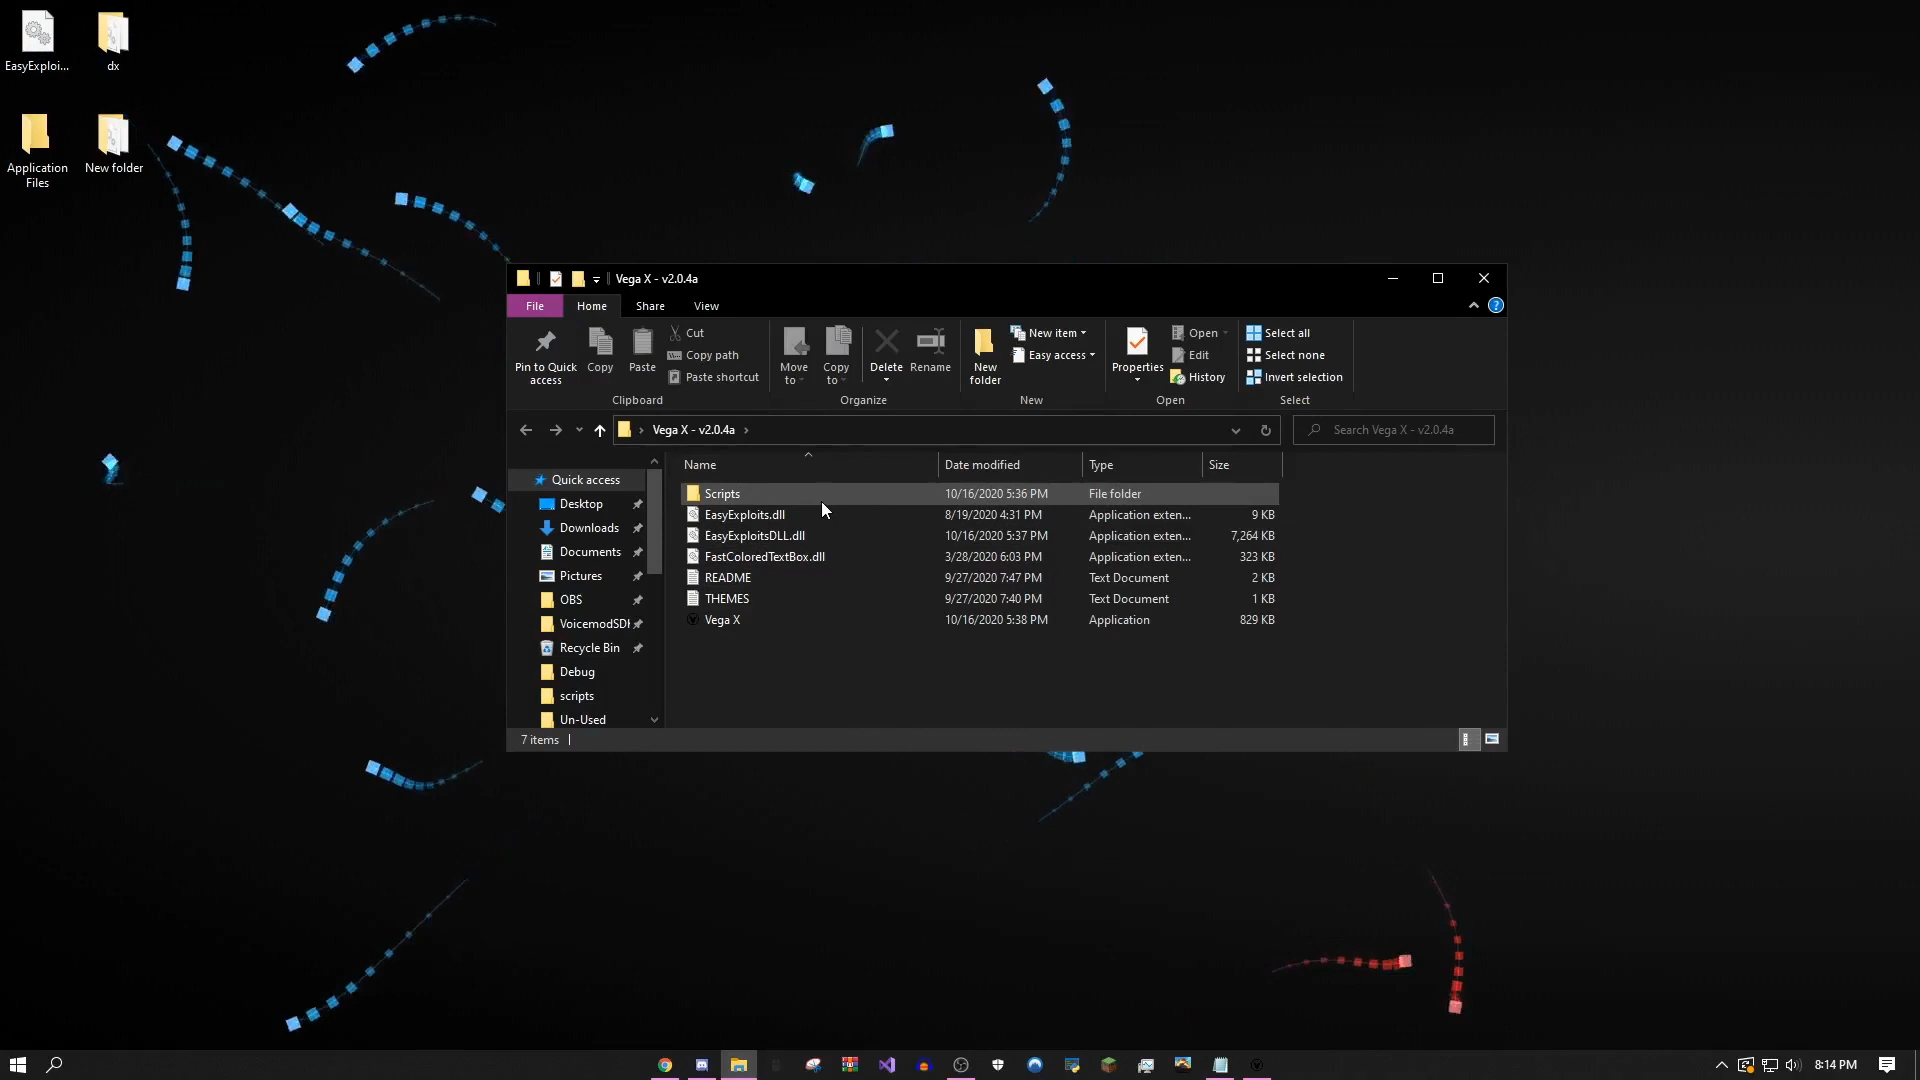 EasyExploi...
dx
Application
Files
New folder
Vega X - v2.0.4a
File
Home
Share
View
Pin to Quick
access
Copy
Paste
Cut
Copy path
Paste shortcut
Clipboard
Move
to
Copy
to
Delete
Rename
Organize
New
folder
New item
Easy access
New
Properties
Open
Edit
History
Open
Select all
Select none
Invert selection
Select
Vega X - v2.0.4a
Search Vega X - v2.0.4a
Quick access
Desktop
Downloads
Documents
Pictures
OBS
VoicemodSDK
Recycle Bin
Debug
scripts
Un-Used
Name Date modified Type Size
Scripts 10/16/2020 5:36 PM File folder
EasyExploits.dll 8/19/2020 4:31 PM Application exten... 9 KB
EasyExploitsDLL.dll 10/16/2020 5:37 PM Application exten... 7,264 KB
FastColoredTextBox.dll 3/28/2020 6:03 PM Application exten... 323 KB
README 9/27/2020 7:47 PM Text Document 2 KB
THEMES 9/27/2020 7:40 PM Text Document 1 KB
Vega X 10/16/2020 5:38 PM Application 829 KB
7 items
8:14 PM